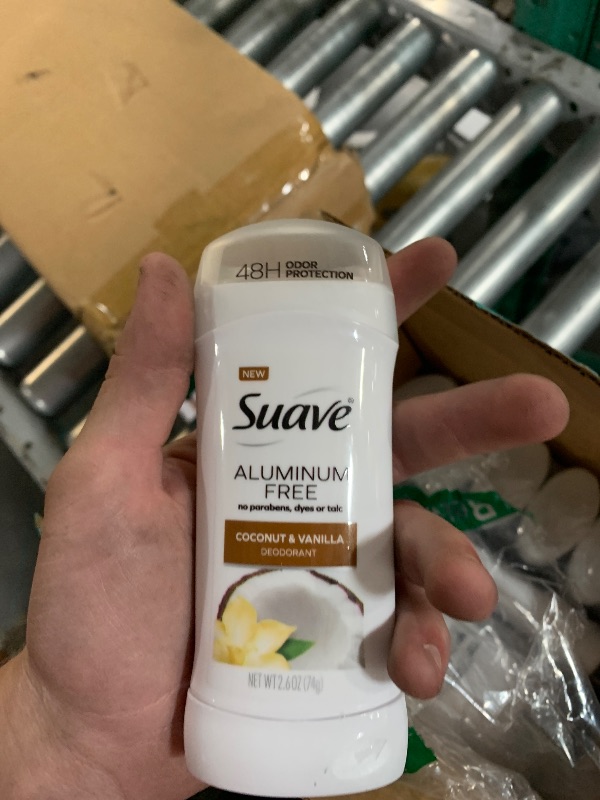 48H ODOR PROTECTION
NEW
Suave®
ALUMINUM
FREE
no parabens, dyes or talc
COCONUT & VANILLA
DEODORANT
NET WT 2.6 OZ (74g)